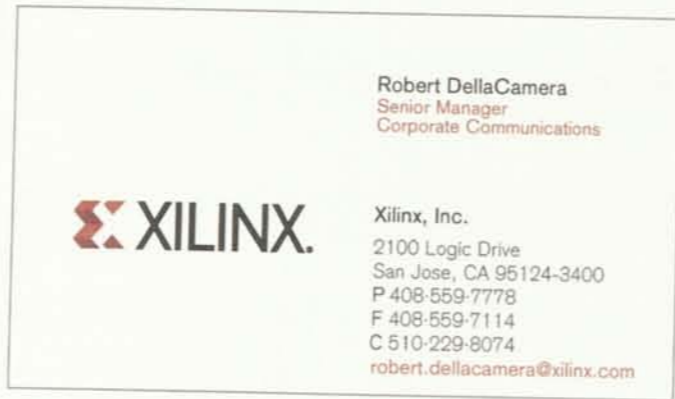 Robert DellaCamera
Senior Manager
Corporate Communications
XILINX.
Xilinx, Inc.
2100 Logic Drive
San Jose, CA 95124-3400
P 408-559-7778
F 408-559-7114
C 510-229-8074
robert.dellacamera@xilinx.com